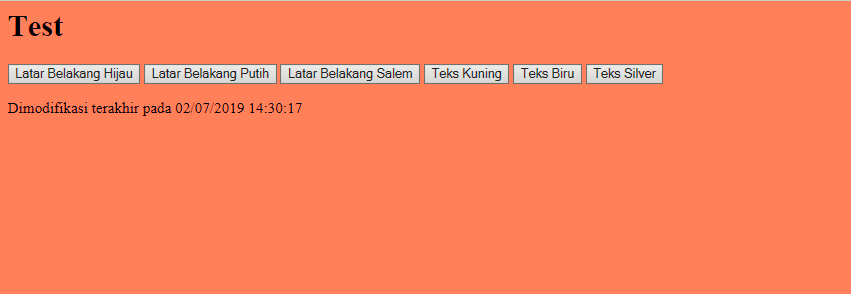 Test
Latar Belakang Hijau Latar Belakang Putih Latar Belakang Salem Teks Kuning Teks Biru Teks Silver
Dimodifikasi terakhir pada 02/07/2019 14:30:17